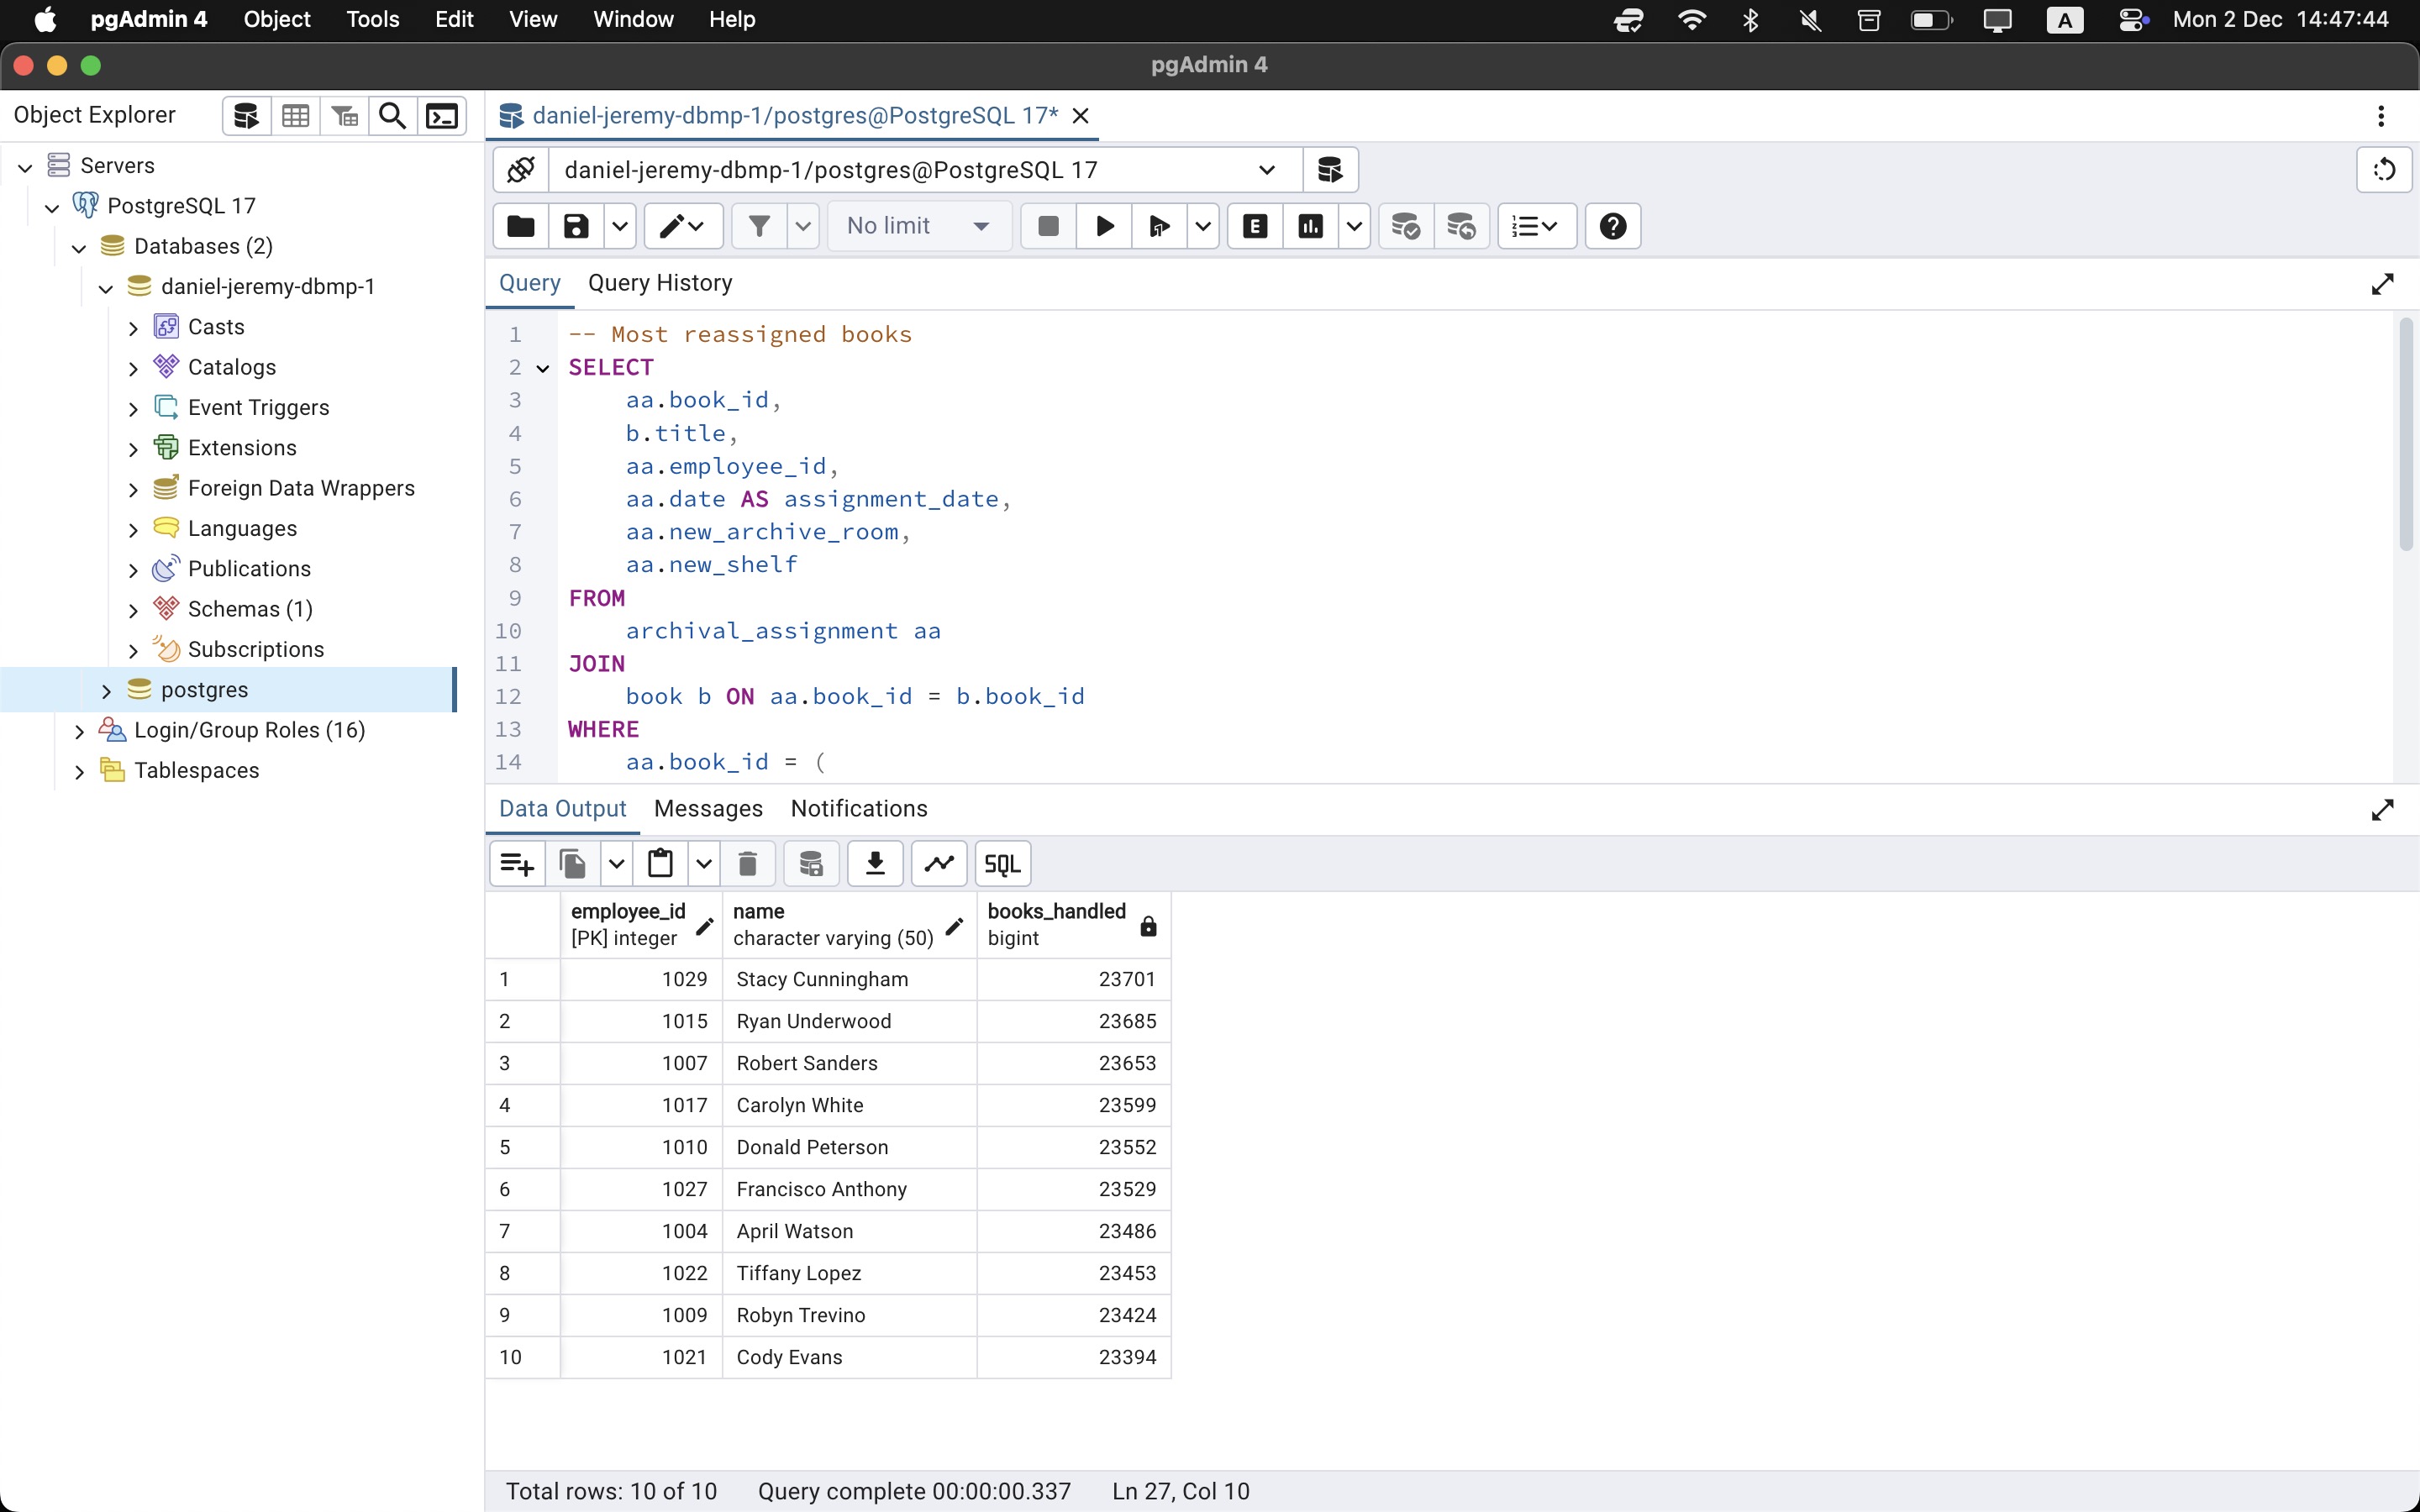 pgAdmin 4 Object Tools Edit View Window Help A Mon 2 Dec 14:47:44
pgAdmin 4
Object Explorer
Servers
PostgreSQL 17
Databases (2)
daniel-jeremy-dbmp-1
Casts
Catalogs
Event Triggers
Extensions
Foreign Data Wrappers
Languages
Publications
Schemas (1)
Subscriptions
postgres
Login/Group Roles (16)
Tablespaces
daniel-jeremy-dbmp-1/postgres@PostgreSQL 17*
daniel-jeremy-dbmp-1/postgres@PostgreSQL 17
No limit E
Query Query History
1 -- Most reassigned books
2 SELECT
3 aa.book_id,
4 b.title,
5 aa.employee_id,
6 aa.date AS assignment_date,
7 aa.new_archive_room,
8 aa.new_shelf
9 FROM
10 archival_assignment aa
11 JOIN
12 book b ON aa.book_id = b.book_id
13 WHERE
14 aa.book_id = (
Data Output Messages Notifications
SQL
employee_id name books_handled
[PK] integer character varying (50) bigint
1 1029 Stacy Cunningham 23701
2 1015 Ryan Underwood 23685
3 1007 Robert Sanders 23653
4 1017 Carolyn White 23599
5 1010 Donald Peterson 23552
6 1027 Francisco Anthony 23529
7 1004 April Watson 23486
8 1022 Tiffany Lopez 23453
9 1009 Robyn Trevino 23424
10 1021 Cody Evans 23394
Total rows: 10 of 10 Query complete 00:00:00.337 Ln 27, Col 10